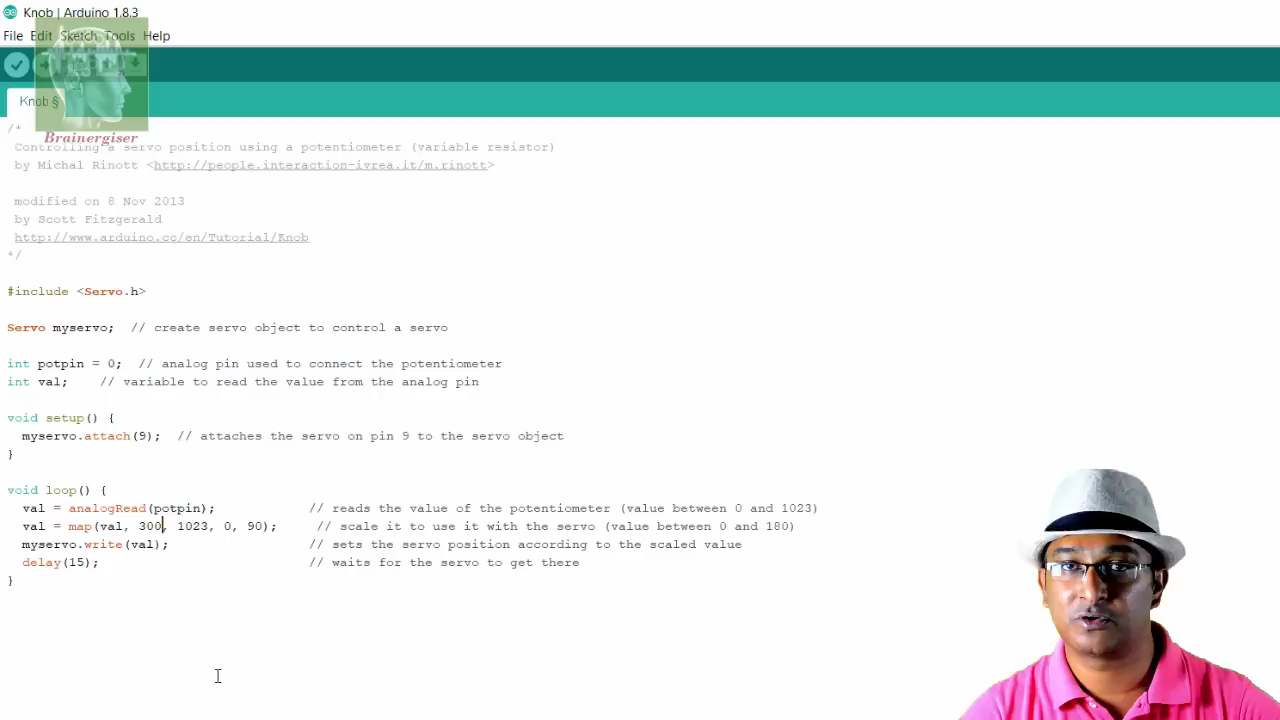 Knob | Arduino 1.8.3
File Edit Sketch Tools Help
Knob §
Brainergiser
/*
Controlling a servo position using a potentiometer (variable resistor)
by Michal Rinott <http://people.interaction-ivrea.it/m.rinott>
modified on 8 Nov 2013
by Scott Fitzgerald
http://www.arduino.cc/en/Tutorial/Knob
*/
#include <Servo.h>
Servo myservo;  // create servo object to control a servo
int potpin = 0;  // analog pin used to connect the potentiometer
int val;    // variable to read the value from the analog pin
void setup() {
myservo.attach(9);  // attaches the servo on pin 9 to the servo object
}
void loop() {
val = analogRead(potpin);            // reads the value of the potentiometer (value between 0 and 1023)
val = map(val, 300, 1023, 0, 90);     // scale it to use it with the servo (value between 0 and 180)
myservo.write(val);                  // sets the servo position according to the scaled value
delay(15);                           // waits for the servo to get there
}